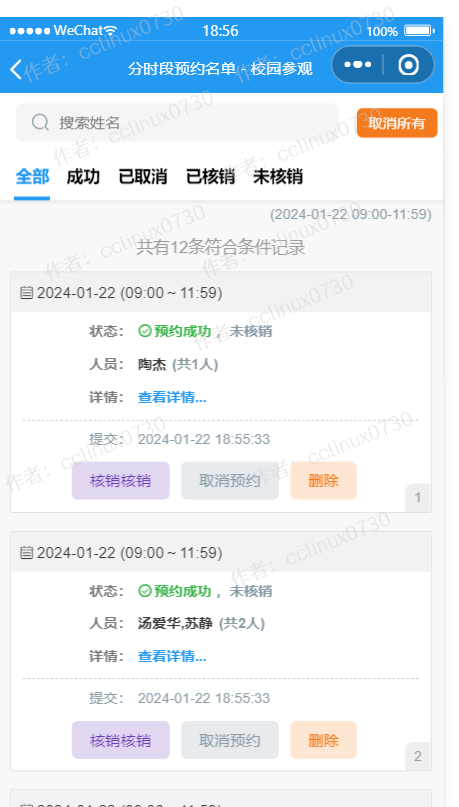 WeChat 18:56 100%
分时段预约名单 - 校园参观
搜索姓名 取消所有
全部 成功 已取消 已核销 未核销
(2024-01-22 09:00-11:59)
共有12条符合条件记录
2024-01-22 (09:00 ~ 11:59)
状态: 预约成功 ，未核销
人员: 陶杰 (共1人)
详情: 查看详情...
提交: 2024-01-22 18:55:33
核销核销 取消预约 删除
1
2024-01-22 (09:00 ~ 11:59)
状态: 预约成功 ，未核销
人员: 汤爱华,苏静 (共2人)
详情: 查看详情...
提交: 2024-01-22 18:55:33
核销核销 取消预约 删除
2
作者: cclinux0730
作者: cclinux0730
作者: cclinux0730
作者: cclinux0730
作者: cclinux0730
作者: cclinux0730
作者: cclinux0730
作者: cclinux0730
作者: cclinux0730
作者: cclinux0730